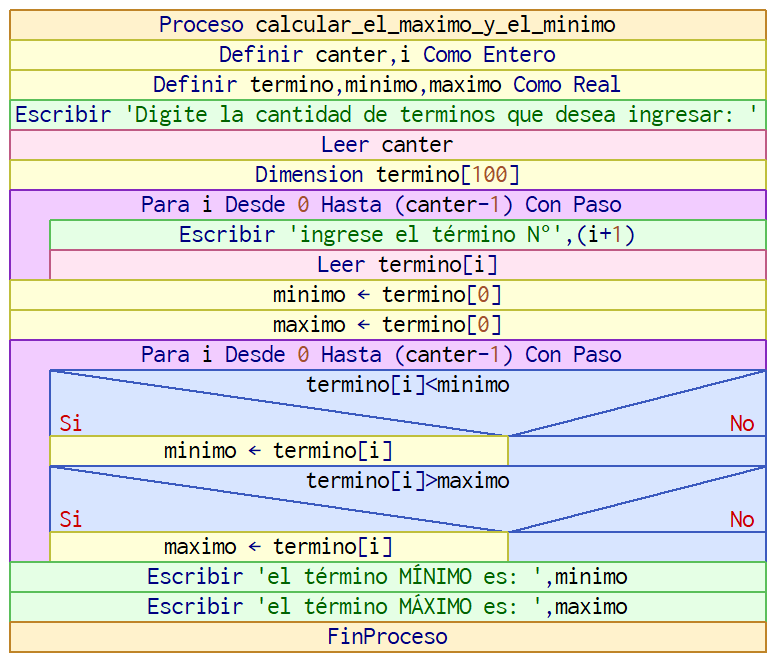 Proceso calcular_el_maximo_y_el_minimo
Definir canter,i Como Entero
Definir termino,minimo,maximo Como Real
Escribir 'Digite la cantidad de terminos que desea ingresar: '
Leer canter
Dimension termino[100]
Para i Desde 0 Hasta (canter-1) Con Paso
Escribir 'ingrese el término N°',(i+1)
Leer termino[i]
minimo ← termino[0]
maximo ← termino[0]
Para i Desde 0 Hasta (canter-1) Con Paso
termino[i]<minimo
Si No
minimo ← termino[i]
termino[i]>maximo
Si No
maximo ← termino[i]
Escribir 'el término MÍNIMO es: ',minimo
Escribir 'el término MÁXIMO es: ',maximo
FinProceso